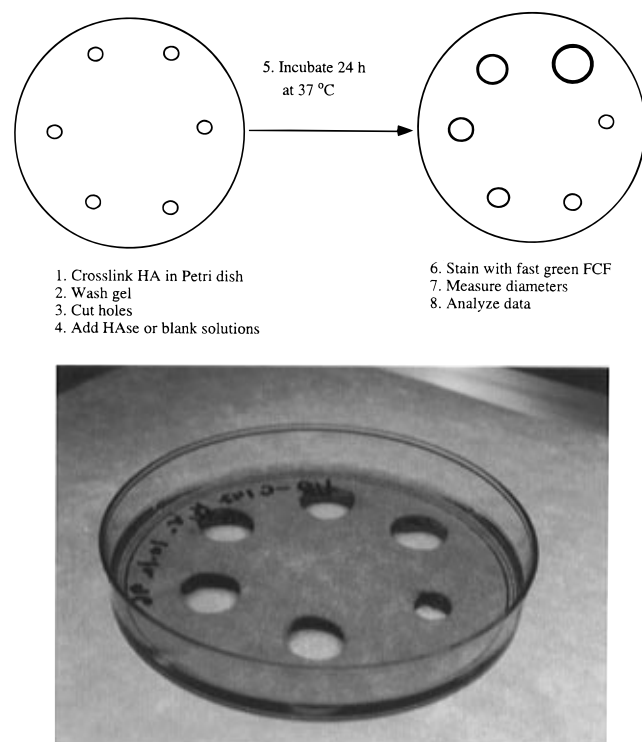 5. Incubate 24 h
at 37 °C
1. Crosslink HA in Petri dish
2. Wash gel
3. Cut holes
4. Add HAse or blank solutions
6. Stain with fast green FCF
7. Measure diameters
8. Analyze data